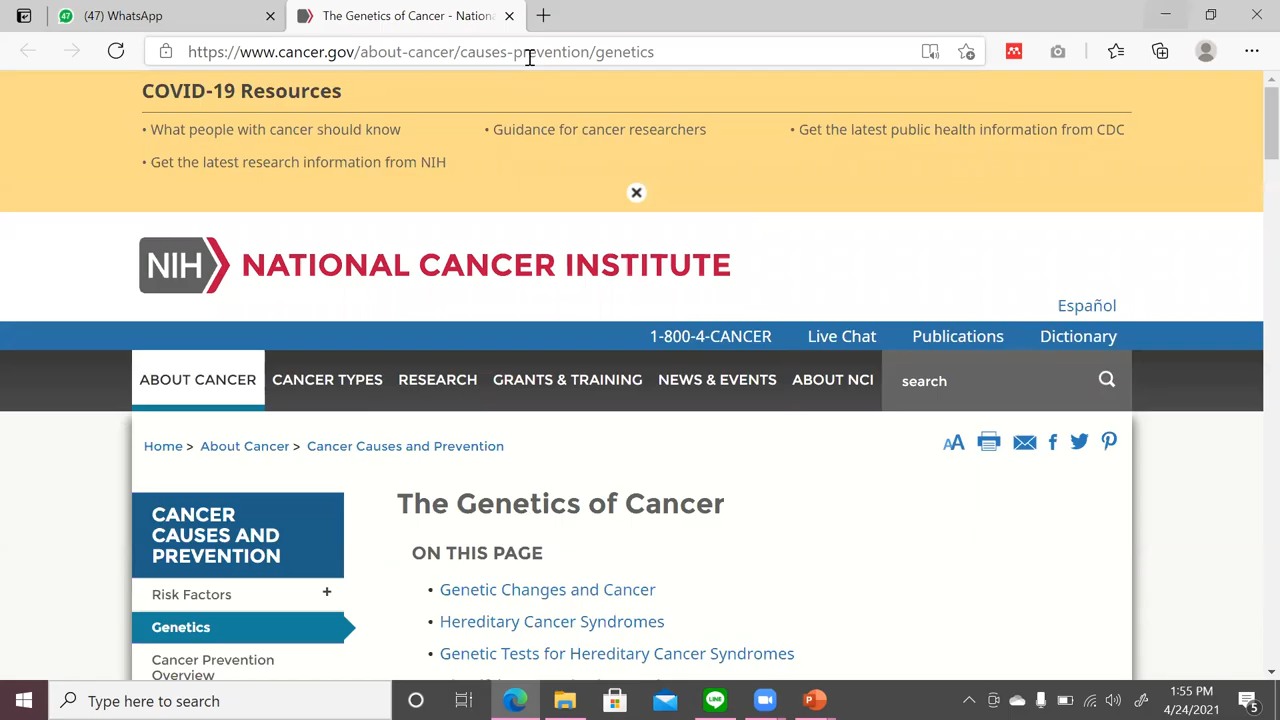 (47) WhatsApp
The Genetics of Cancer - Nationa
https://www.cancer.gov/about-cancer/causes-prevention/genetics
COVID-19 Resources
• What people with cancer should know
• Guidance for cancer researchers
• Get the latest public health information from CDC
• Get the latest research information from NIH
NIH NATIONAL CANCER INSTITUTE
Español
1-800-4-CANCER Live Chat Publications Dictionary
ABOUT CANCER CANCER TYPES RESEARCH GRANTS & TRAINING NEWS & EVENTS ABOUT NCI search
Home > About Cancer > Cancer Causes and Prevention
AA
The Genetics of Cancer
ON THIS PAGE
• Genetic Changes and Cancer
• Hereditary Cancer Syndromes
• Genetic Tests for Hereditary Cancer Syndromes
CANCER
CAUSES AND
PREVENTION
Risk Factors +
Genetics
Cancer Prevention
Overview
Type here to search
1:55 PM
4/24/2021
5